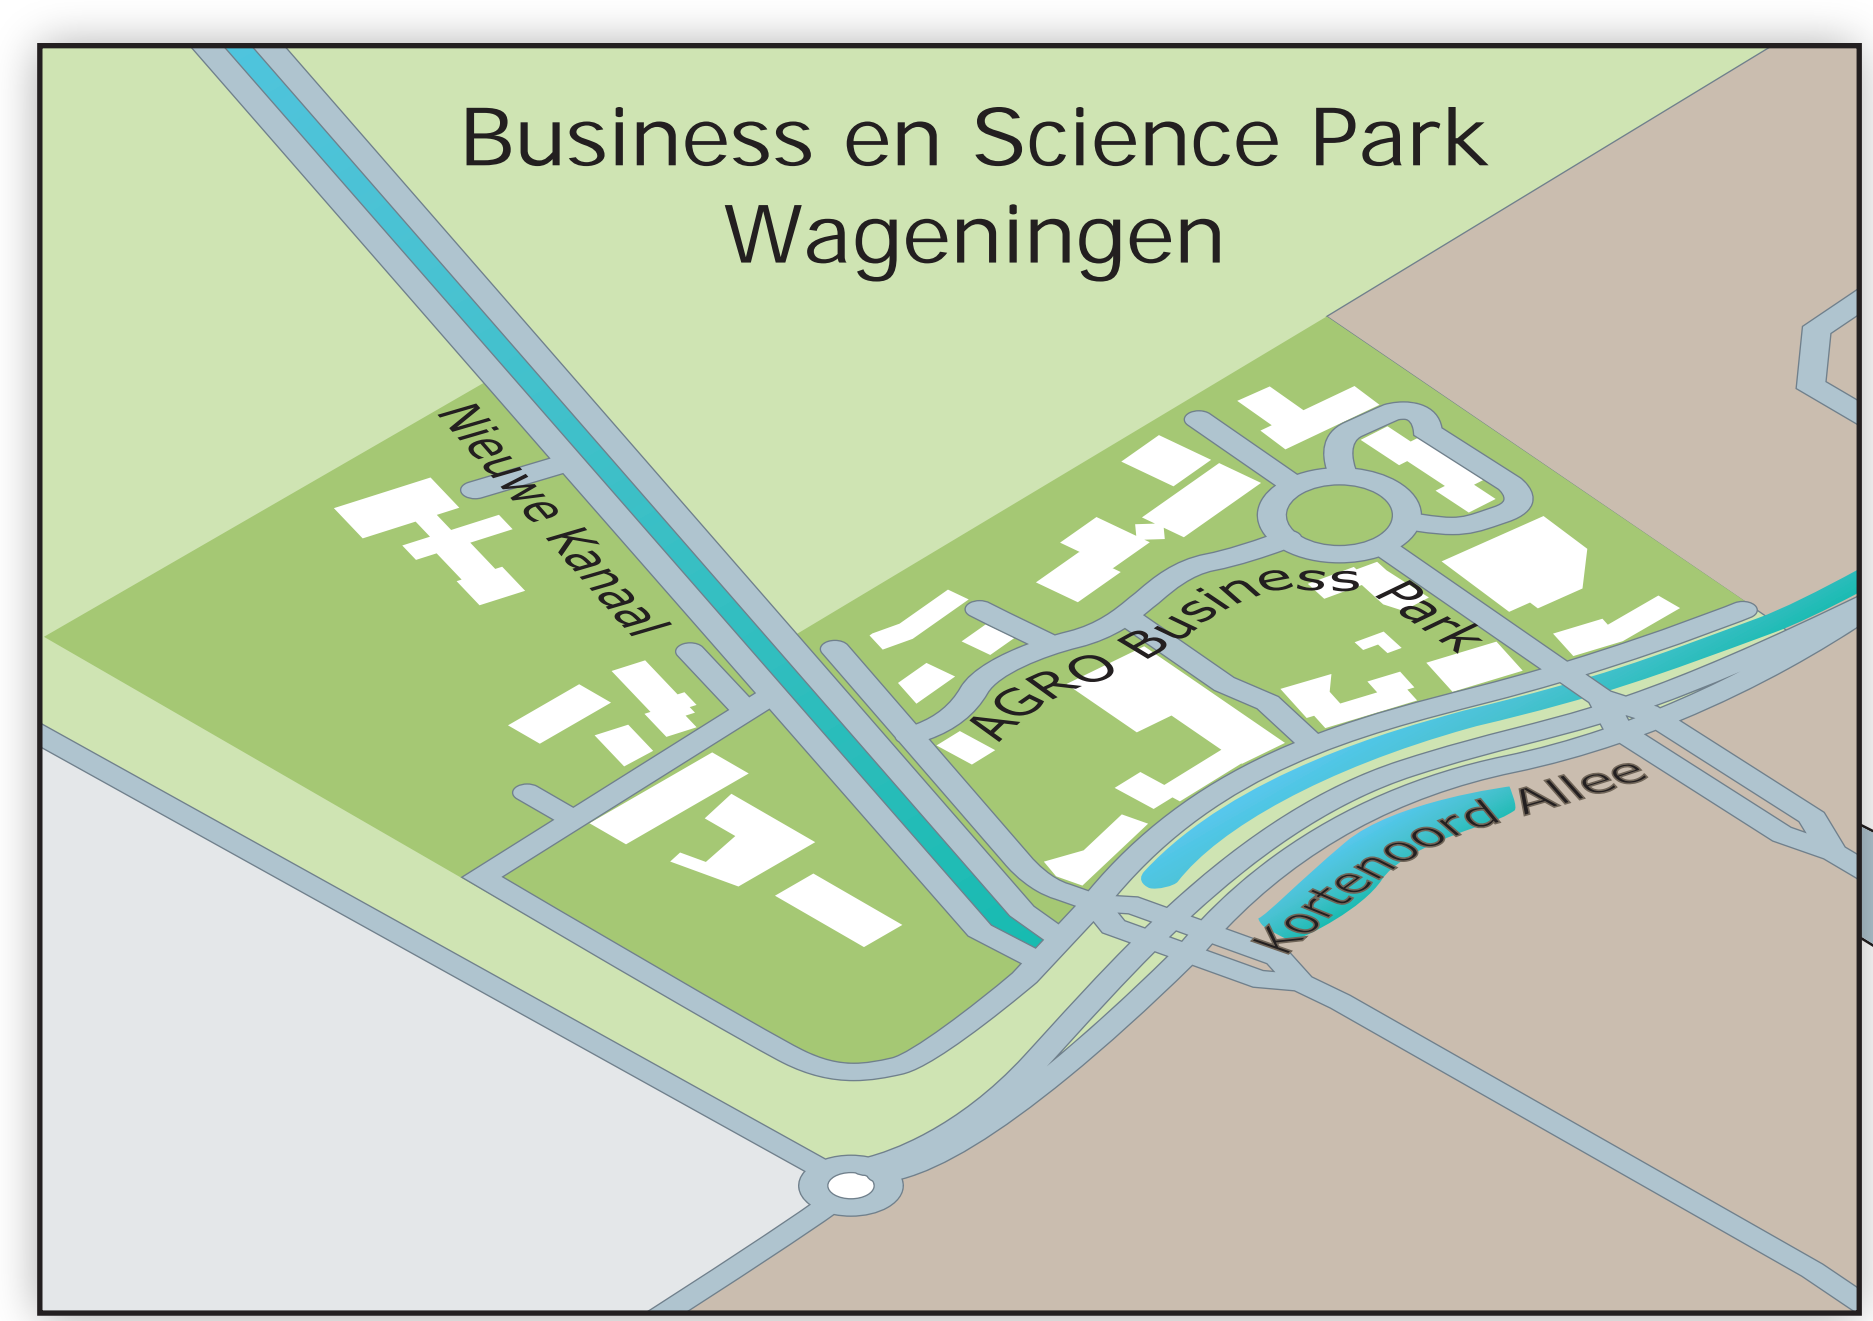 Business en Science Park
Wageningen
Nieuwe Kanaal
AGRO Business Park
Kortenoord Allee